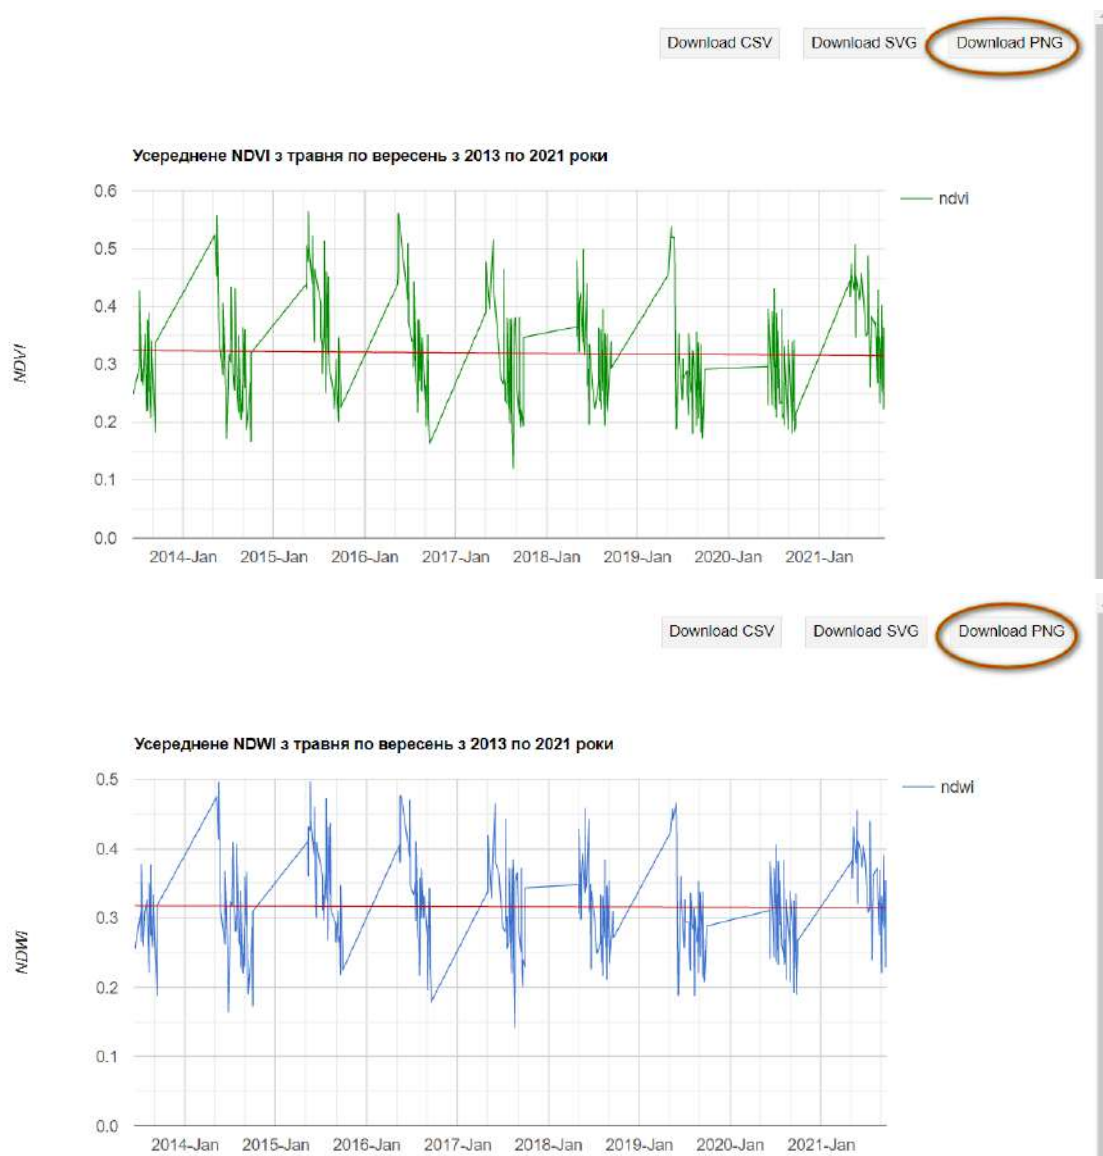 Download CSV Download SVG Download PNG
Усереднене NDVI з травня по вересень з 2013 по 2021 роки
0.6
ndvi
0.5
0.4
0.3
0.2
0.1
0.0
NDVI
2014-Jan 2015-Jan 2016-Jan 2017-Jan 2018-Jan 2019-Jan 2020-Jan 2021-Jan
Download CSV Download SVG Download PNG
Усереднене NDWI з травня по вересень з 2013 по 2021 роки
0.5
ndwi
0.4
0.3
0.2
0.1
0.0
NDWI
2014-Jan 2015-Jan 2016-Jan 2017-Jan 2018-Jan 2019-Jan 2020-Jan 2021-Jan